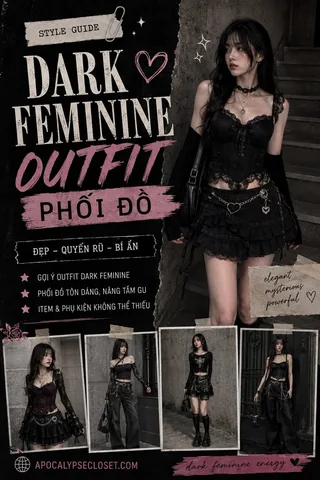 STYLE GUIDE
DARK
FEMININE
OUTFIT
PHỐI ĐỒ
ĐẸP – QUYẾN RŨ – BÍ ẨN
GỢI Ý OUTFIT DARK FEMININE
PHỐI ĐỒ TÔN DÁNG, NÂNG TẦM GU
ITEM & PHỤ KIỆN KHÔNG THỂ THIẾU
elegant
mysterious
powerful
APOCALYPSECLOSET.COM
dark feminine energy